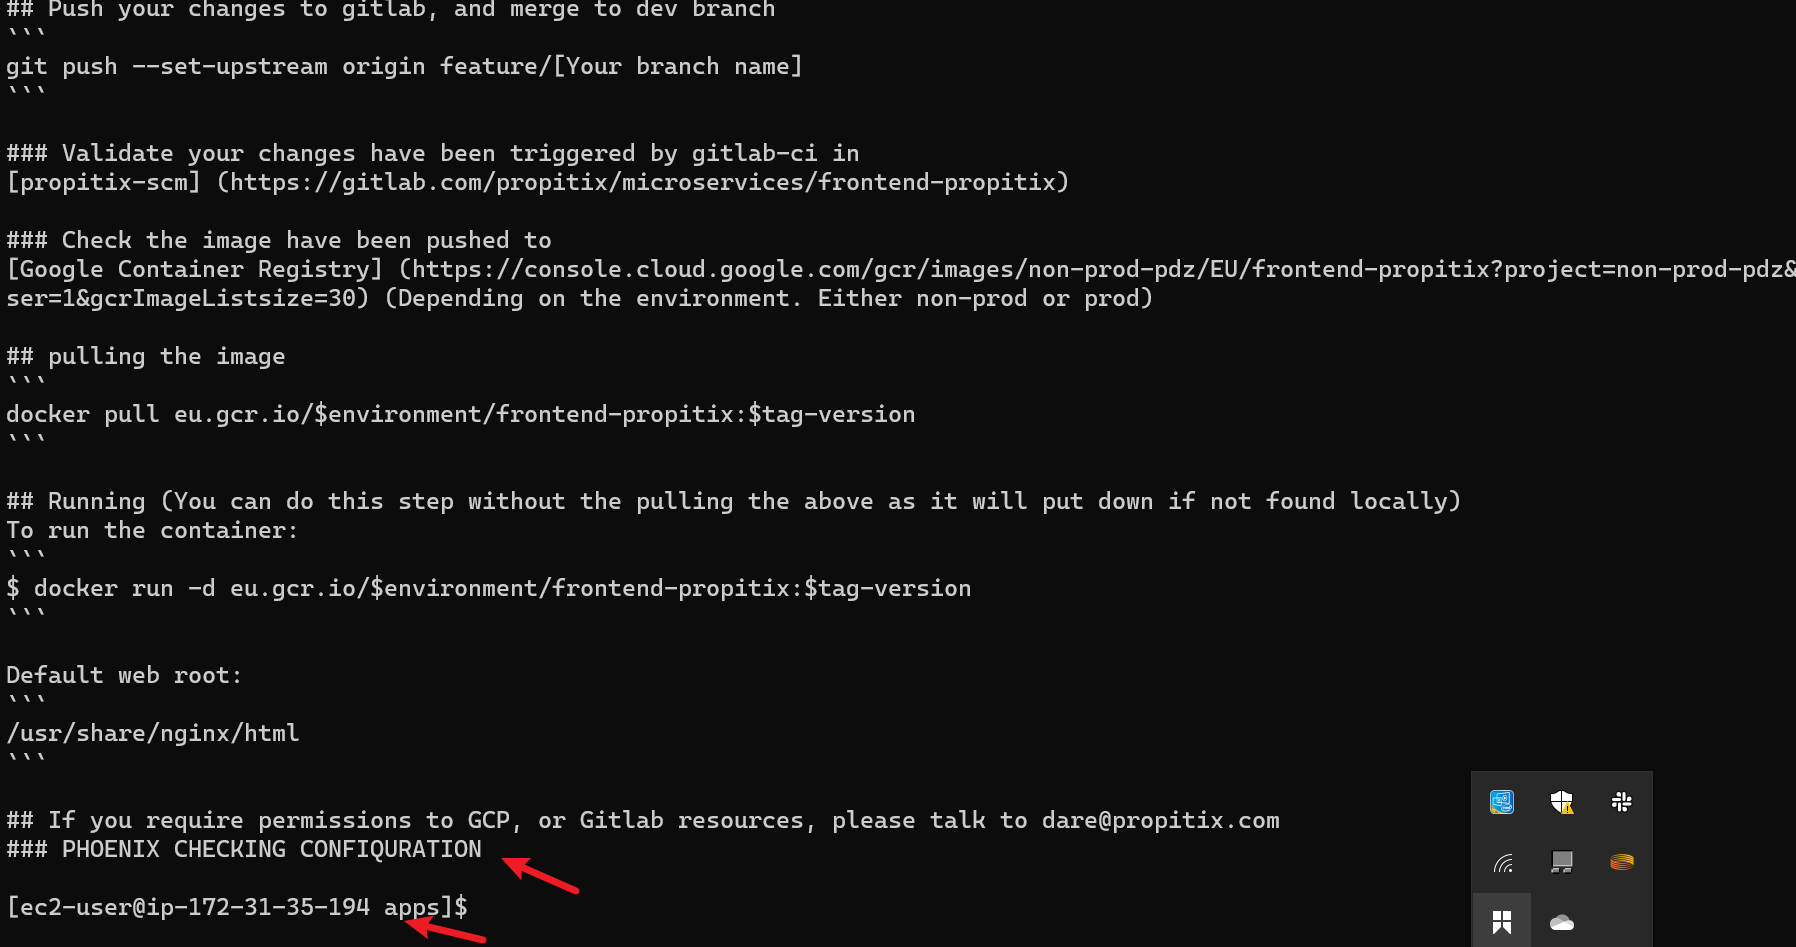 ## Push your changes to gitlab, and merge to dev branch
```
git push --set-upstream origin feature/[Your branch name]
```
### Validate your changes have been triggered by gitlab-ci in
[propitix-scm] (https://gitlab.com/propitix/microservices/frontend-propitix)
### Check the image have been pushed to
[Google Container Registry] (https://console.cloud.google.com/gcr/images/non-prod-pdz/EU/frontend-propitix?project=non-prod-pdz&
ser=1&gcrImageListsize=30) (Depending on the environment. Either non-prod or prod)
## pulling the image
```
docker pull eu.gcr.io/$environment/frontend-propitix:$tag-version
```
## Running (You can do this step without the pulling the above as it will put down if not found locally)
To run the container:
```
$ docker run -d eu.gcr.io/$environment/frontend-propitix:$tag-version
```
Default web root:
```
/usr/share/nginx/html
```
## If you require permissions to GCP, or Gitlab resources, please talk to dare@propitix.com
### PHOENIX CHECKING CONFIQURATION
[ec2-user@ip-172-31-35-194 apps]$